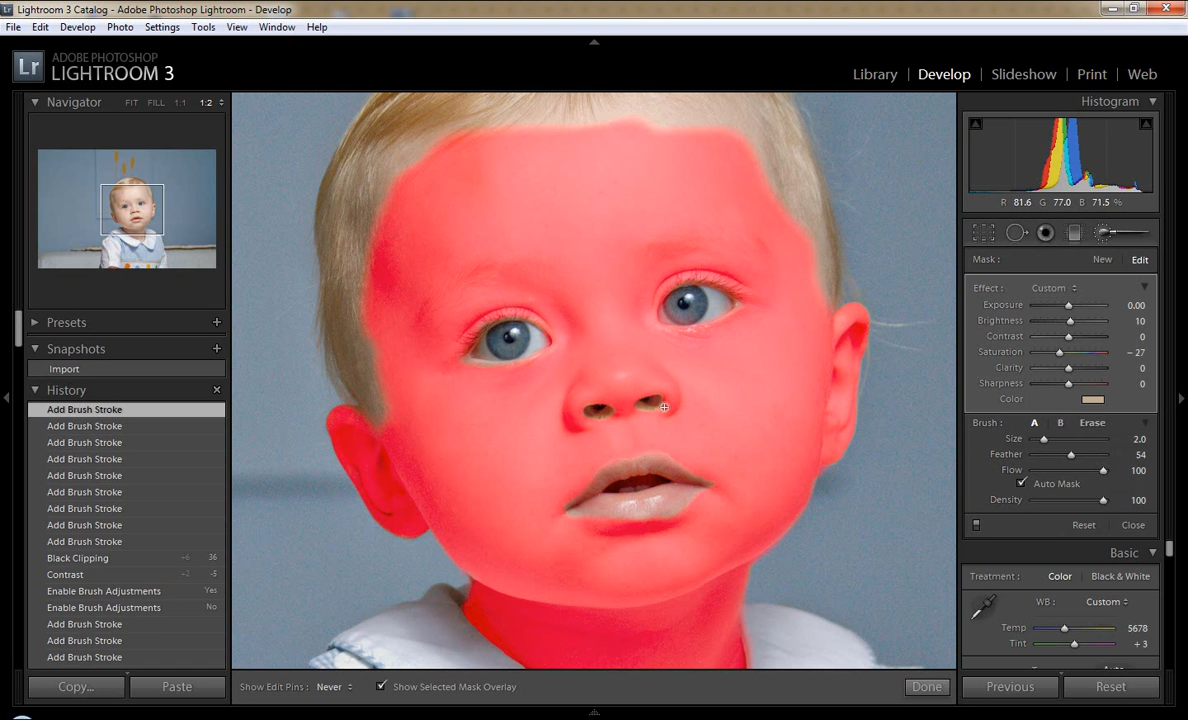 Lightroom 3 Catalog - Adobe Photoshop Lightroom - Develop
File Edit Develop Photo Settings Tools View Window Help
Lr ADOBE PHOTOSHOP
LIGHTROOM 3
Library | Develop | Slideshow | Print | Web
Navigator FIT FILL 1:1 1:2
Presets +
Snapshots +
Import
History ×
Add Brush Stroke
Add Brush Stroke
Add Brush Stroke
Add Brush Stroke
Add Brush Stroke
Add Brush Stroke
Add Brush Stroke
Add Brush Stroke
Add Brush Stroke
Black Clipping +6 36
Contrast +2 -5
Enable Brush Adjustments Yes
Enable Brush Adjustments No
Add Brush Stroke
Add Brush Stroke
Add Brush Stroke
Copy... Paste
Show Edit Pins : Never Show Selected Mask Overlay Done
Histogram
R 81.6 G 77.0 B 71.5 %
Mask : New Edit
Effect : Custom
Exposure 0.00
Brightness 10
Contrast 0
Saturation – 27
Clarity 0
Sharpness 0
Color
Brush : A B Erase
Size 2.0
Feather 54
Flow 100
Auto Mask
Density 100
Reset Close
Basic
Treatment : Color Black & White
WB : Custom
Temp 5678
Tint + 3
Previous Reset